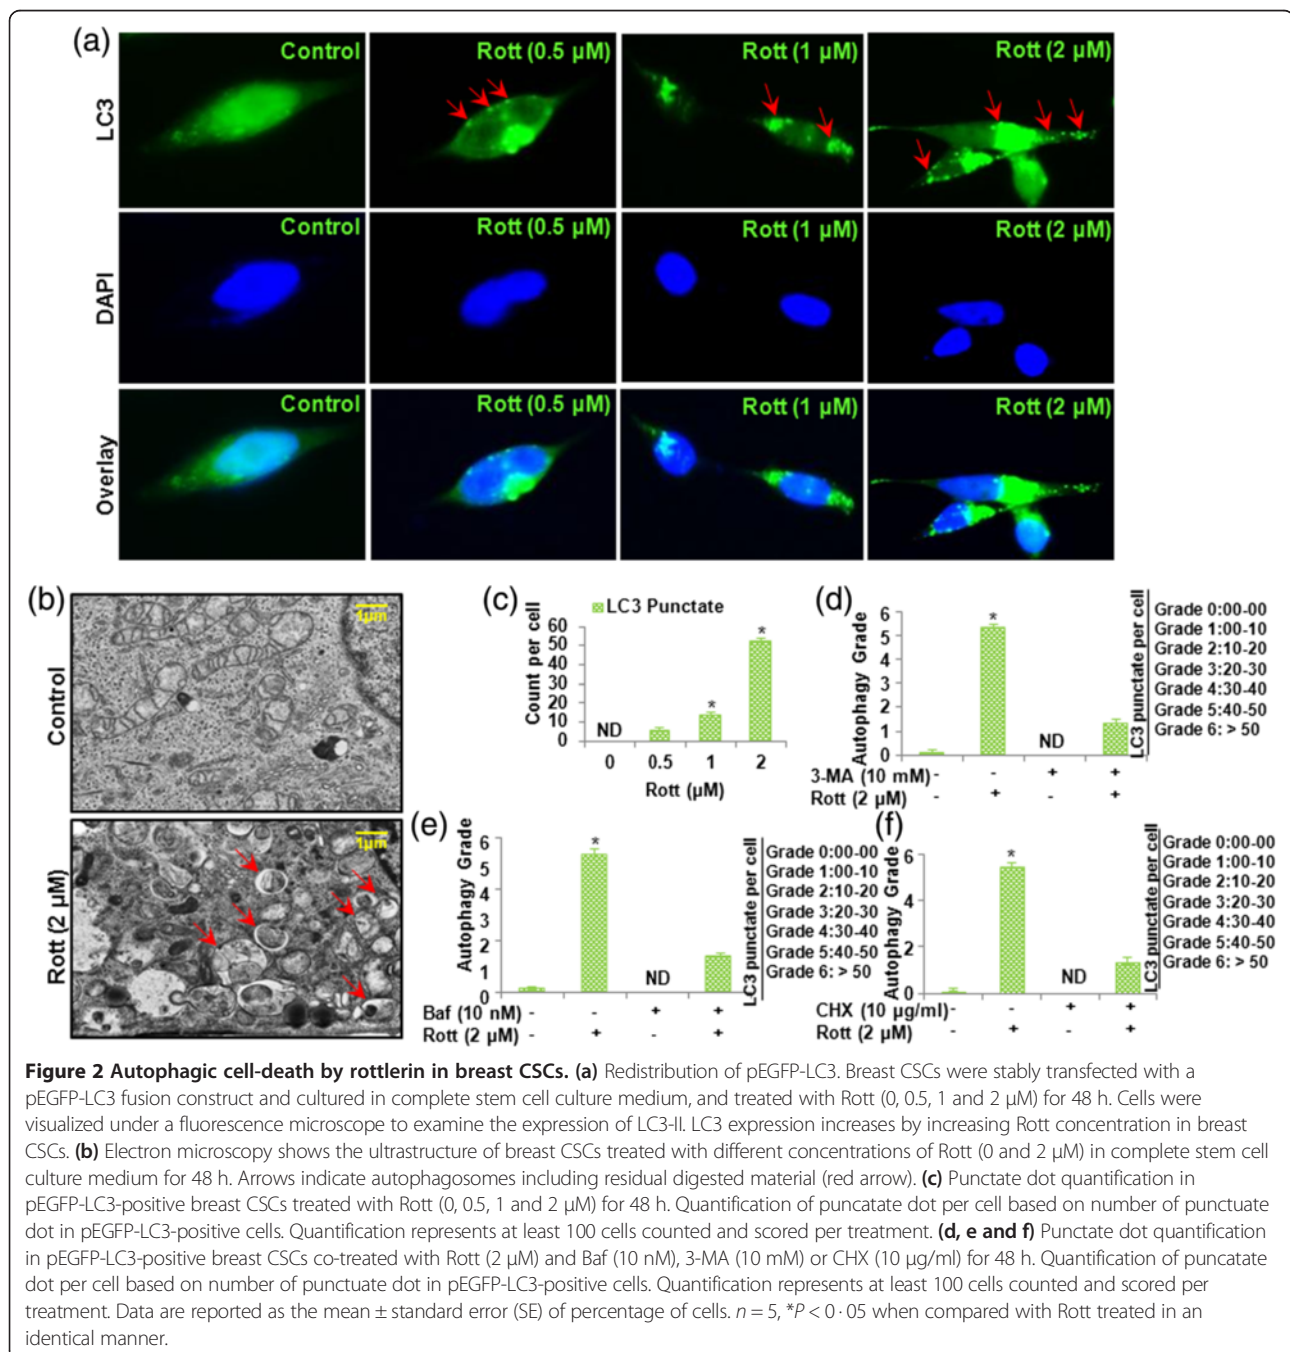 (a)
Control
Rott (0.5 µM)
Rott (1 µM)
Rott (2 µM)
LC3
Control
Rott (0.5 µM)
Rott (1 µM)
Rott (2 µM)
DAPI
Control
Rott (0.5 µM)
Rott (1 µM)
Rott (2 µM)
Overlay
(b)
1µm
Control
1µm
Rott (2 µM)
(c)
LC3 Punctate
Count per cell
60
50
40
30
20
10
0
ND
*
*
0 0.5 1 2
Rott (µM)
(d)
Autophagy Grade
6
5
4
3
2
1
0
*
ND
3-MA (10 mM) - - + +
Rott (2 µM) - + - +
LC3 punctate per cell
Grade 0:00-00
Grade 1:00-10
Grade 2:10-20
Grade 3:20-30
Grade 4:30-40
Grade 5:40-50
Grade 6: > 50
(e)
Autophagy Grade
6
5
4
3
2
1
0
*
ND
Baf (10 nM) - - + +
Rott (2 µM) - + - +
LC3 punctate per cell
Grade 0:00-00
Grade 1:00-10
Grade 2:10-20
Grade 3:20-30
Grade 4:30-40
Grade 5:40-50
Grade 6: > 50
(f)
Autophagy Grade
6
4
2
0
*
ND
CHX (10 µg/ml) - - + +
Rott (2 µM) - + - +
LC3 punctate per cell
Grade 0:00-00
Grade 1:00-10
Grade 2:10-20
Grade 3:20-30
Grade 4:30-40
Grade 5:40-50
Grade 6: > 50
Figure 2 Autophagic cell-death by rottlerin in breast CSCs. (a) Redistribution of pEGFP-LC3. Breast CSCs were stably transfected with a
pEGFP-LC3 fusion construct and cultured in complete stem cell culture medium, and treated with Rott (0, 0.5, 1 and 2 µM) for 48 h. Cells were
visualized under a fluorescence microscope to examine the expression of LC3-II. LC3 expression increases by increasing Rott concentration in breast
CSCs. (b) Electron microscopy shows the ultrastructure of breast CSCs treated with different concentrations of Rott (0 and 2 µM) in complete stem cell
culture medium for 48 h. Arrows indicate autophagosomes including residual digested material (red arrow). (c) Punctate dot quantification in
pEGFP-LC3-positive breast CSCs treated with Rott (0, 0.5, 1 and 2 µM) for 48 h. Quantification of puncatate dot per cell based on number of punctuate
dot in pEGFP-LC3-positive cells. Quantification represents at least 100 cells counted and scored per treatment. (d, e and f) Punctate dot quantification
in pEGFP-LC3-positive breast CSCs co-treated with Rott (2 µM) and Baf (10 nM), 3-MA (10 mM) or CHX (10 µg/ml) for 48 h. Quantification of puncatate
dot per cell based on number of punctuate dot in pEGFP-LC3-positive cells. Quantification represents at least 100 cells counted and scored per
treatment. Data are reported as the mean ± standard error (SE) of percentage of cells. n = 5, *P < 0 · 05 when compared with Rott treated in an
identical manner.